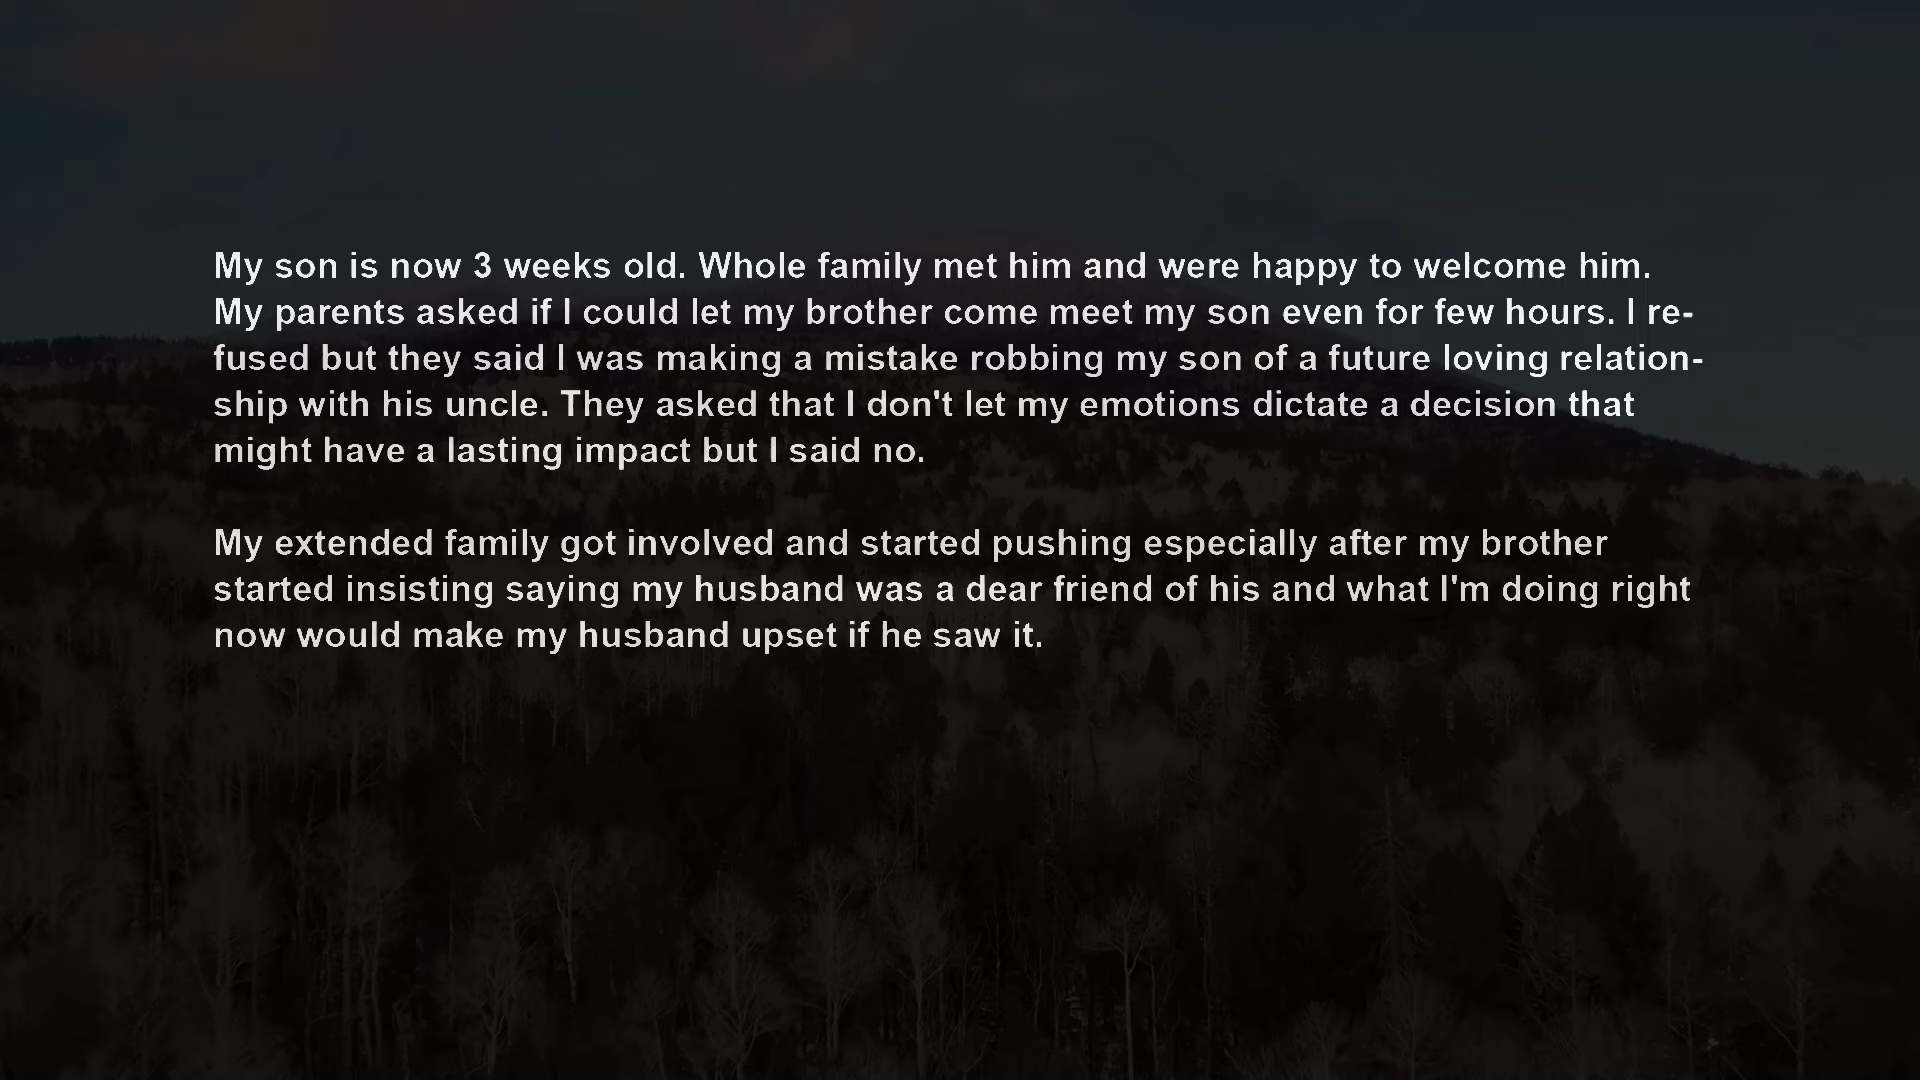 My son is now 3 weeks old. Whole family met him and were happy to welcome him.
My parents asked if I could let my brother come meet my son even for few hours. I re-
fused but they said I was making a mistake robbing my son of a future loving relation-
ship with his uncle. They asked that I don't let my emotions dictate a decision that
might have a lasting impact but I said no.
My extended family got involved and started pushing especially after my brother
started insisting saying my husband was a dear friend of his and what I'm doing right
now would make my husband upset if he saw it.